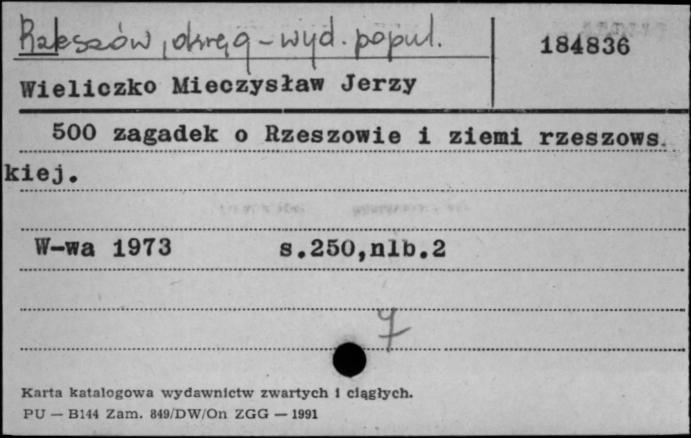 Rzeszów, okręg – wyd. popul.
184836
Wieliczko Mieczysław Jerzy
500 zagadek o Rzeszowie i ziemi rzeszows
kiej.
W-wa 1973 s.250,nlb.2
7
Karta katalogowa wydawnictw zwartych i ciągłych.
PU — B144 Zam. 849/DW/On ZGG — 1991